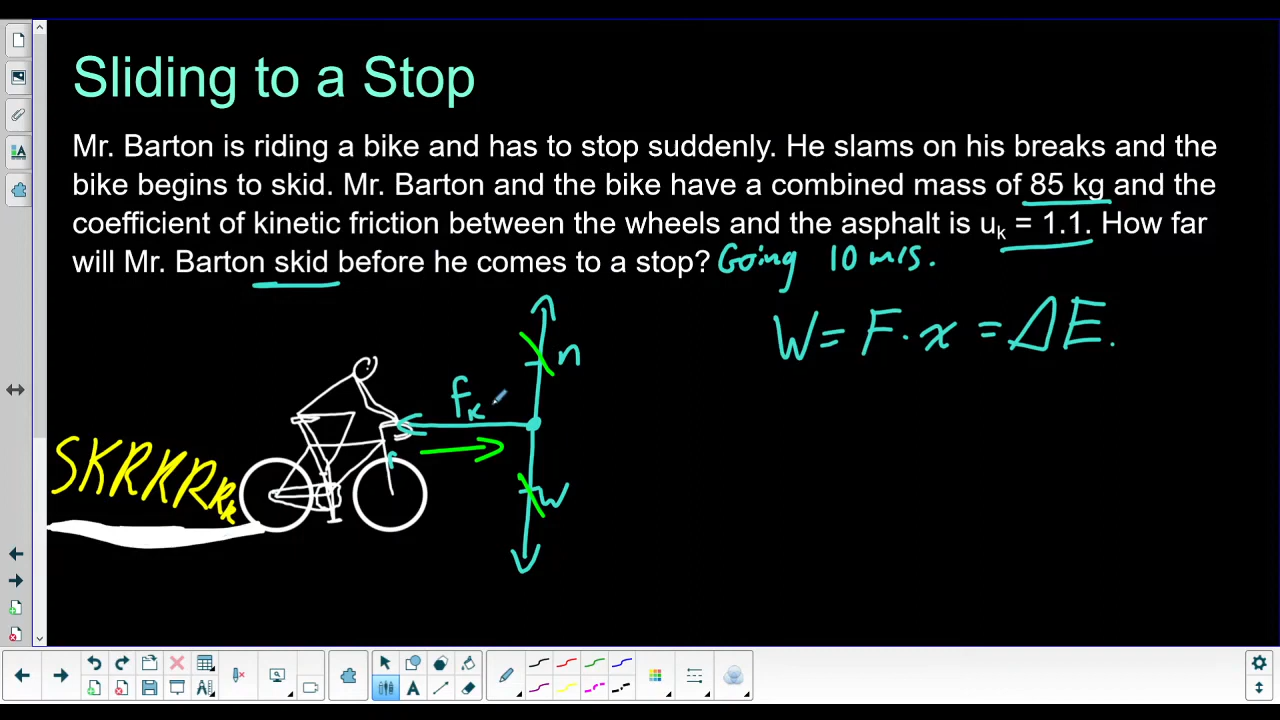 Sliding to a Stop
Mr. Barton is riding a bike and has to stop suddenly. He slams on his breaks and the
bike begins to skid. Mr. Barton and the bike have a combined mass of 85 kg and the
coefficient of kinetic friction between the wheels and the asphalt is uk = 1.1. How far
will Mr. Barton skid before he comes to a stop? Going 10 m/s.
W = F · x = ΔE.
n
fk
SKRRRRR
w
A